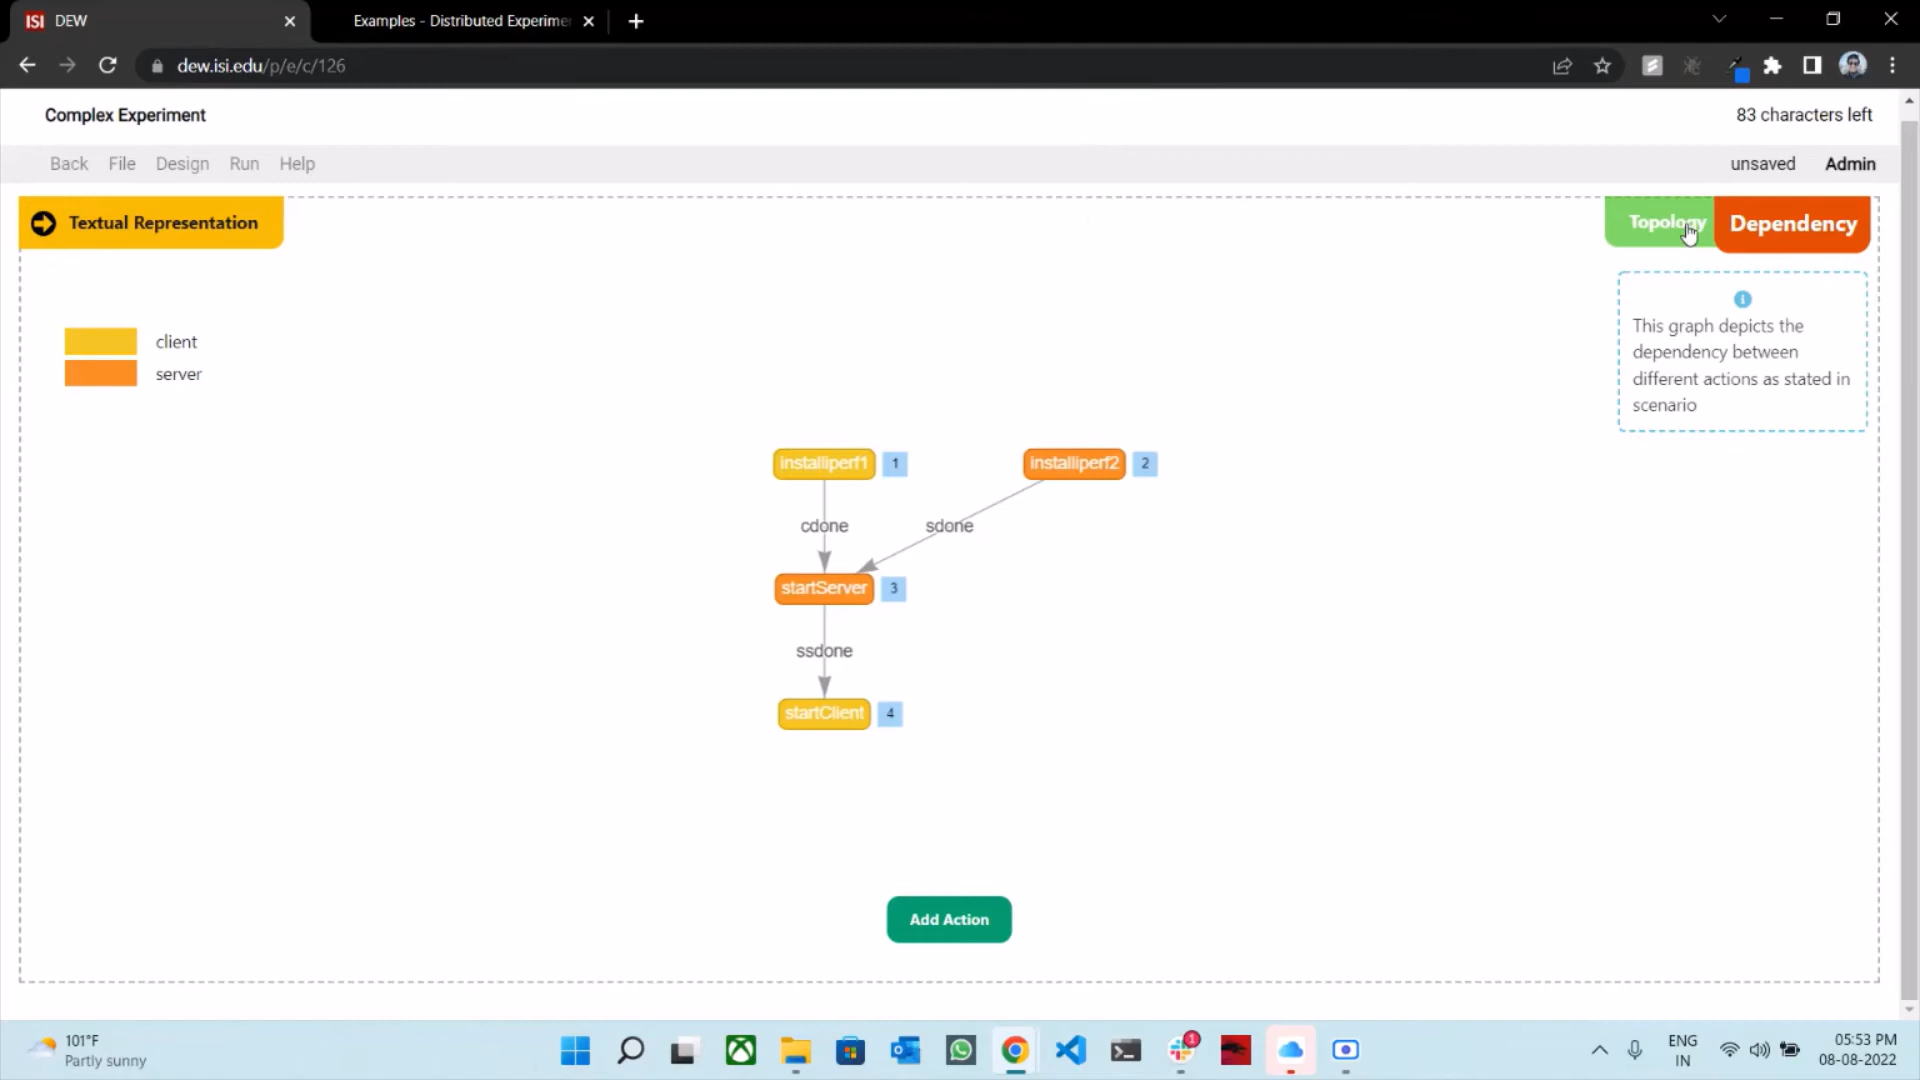 DEW
Examples - Distributed Experime
dew.isi.edu/p/e/c/126
Complex Experiment
83 characters left
Back File Design Run Help
unsaved Admin
Textual Representation
Topology
Dependency
This graph depicts the
dependency between
different actions as stated in
scenario
client
server
installiperf1 1
installiperf2 2
cdone
sdone
startServer 3
ssdone
startClient 4
Add Action
101°F
Partly sunny
1
ENG
IN
05:53 PM
08-08-2022